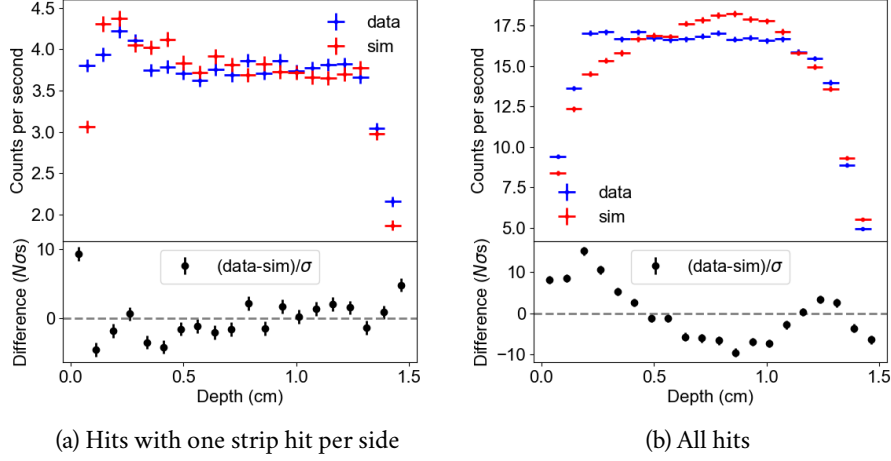 4.5
4.0
3.5
3.0
2.5
2.0
Counts per second
data
sim
10
0
Difference (Nσs)
(data-sim)/σ
0.0 0.5 1.0 1.5
Depth (cm)
(a) Hits with one strip hit per side
17.5
15.0
12.5
10.0
7.5
5.0
Counts per second
data
sim
10
0
−10
Difference (Nσs)
(data-sim)/σ
0.0 0.5 1.0 1.5
Depth (cm)
(b) All hits